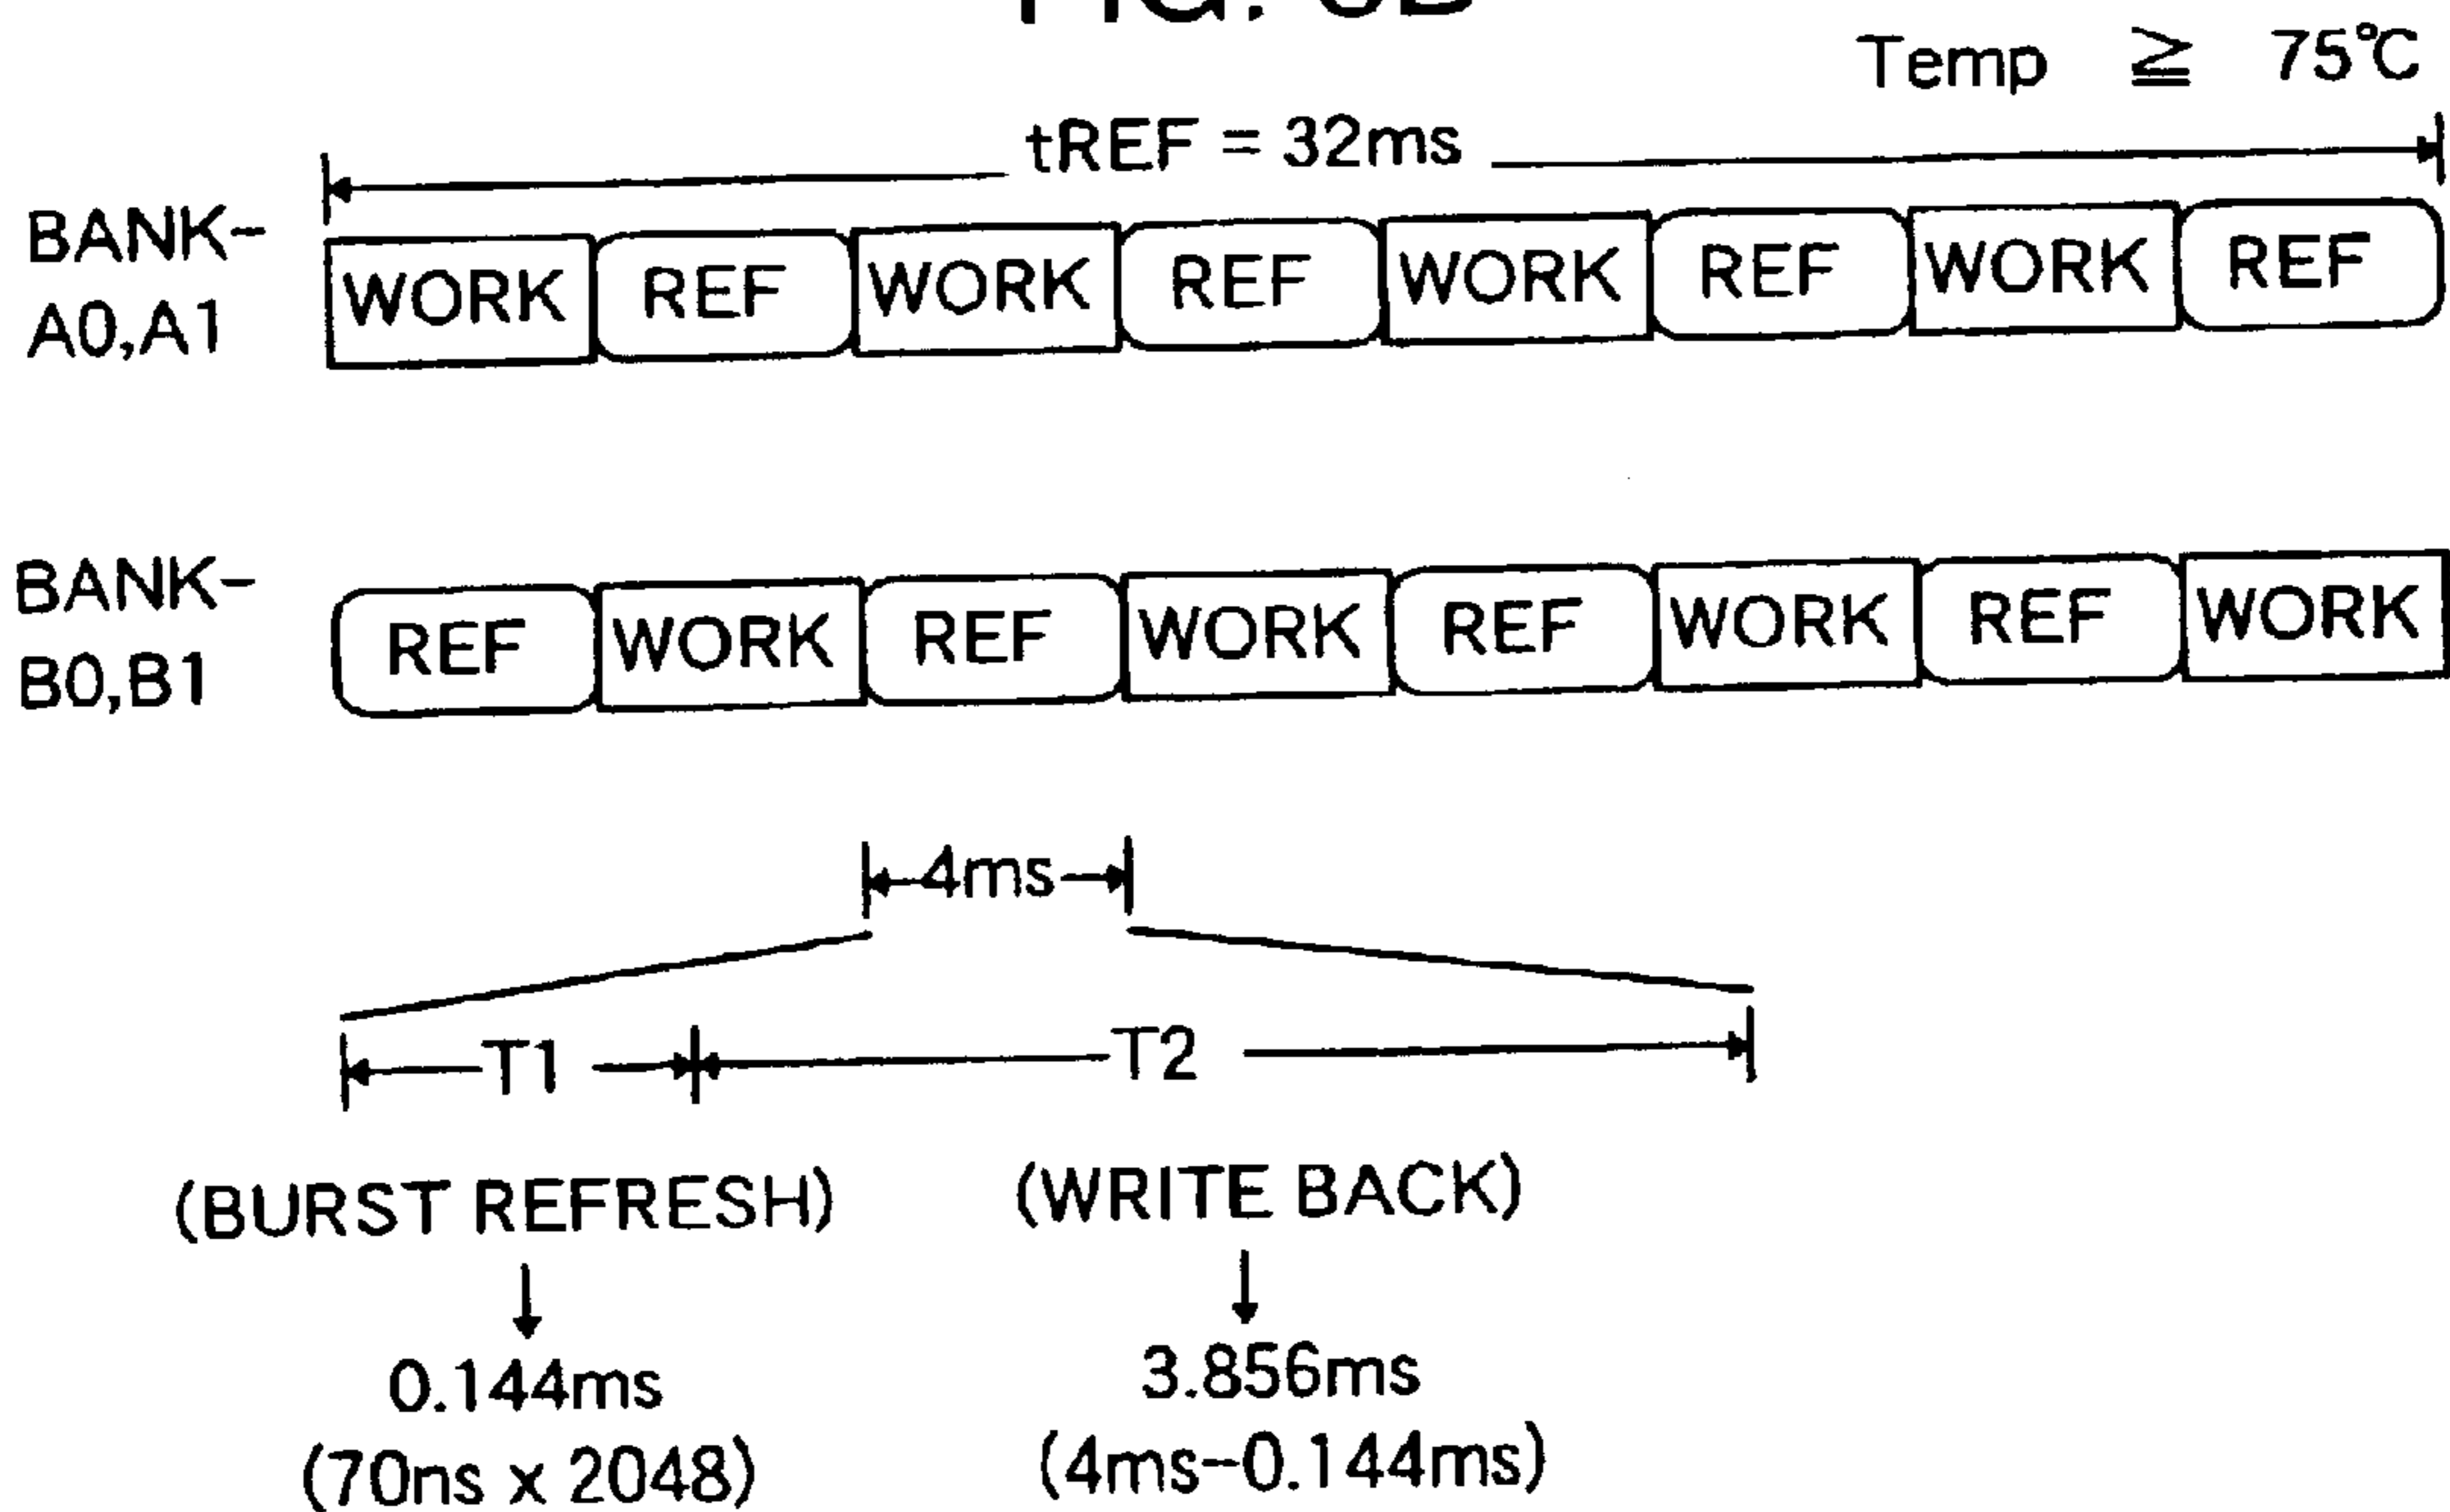 Temp ≧ 75°C
tREF = 32ms
BANK-
A0,A1
WORK REF WORK REF WORK REF WORK REF
BANK-
B0,B1
REF WORK REF WORK REF WORK REF WORK
4ms
T1 T2
(BURST REFRESH) (WRITE BACK)
0.144ms 3.856ms
(70ns x 2048) (4ms-0.144ms)